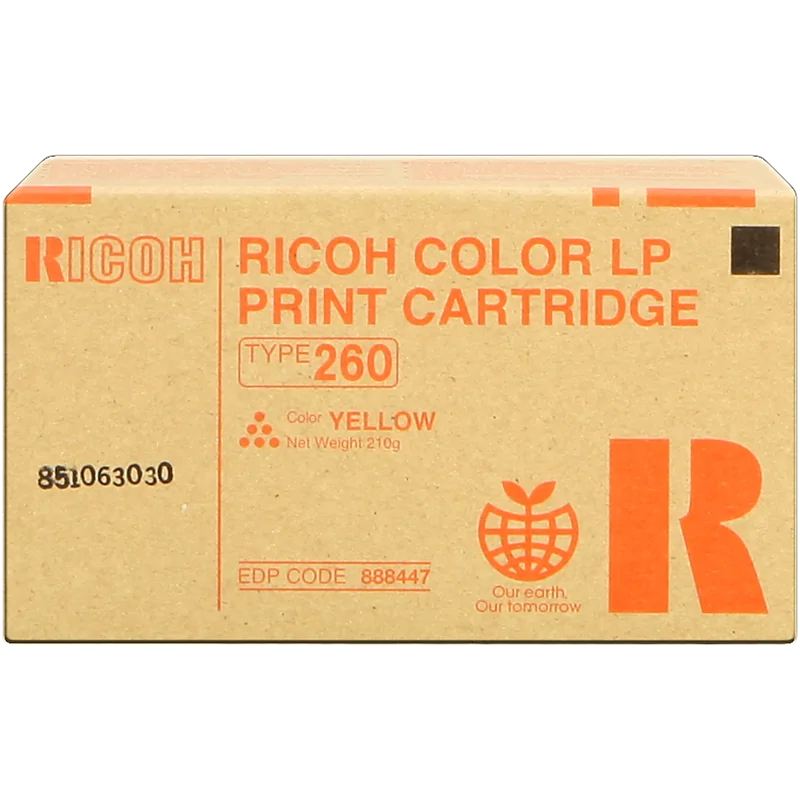 RICOH
RICOH COLOR LP
PRINT CARTRIDGE
TYPE 260
Color YELLOW
Net Weight 210g
851063030
EDP CODE 888447
Our earth,
Our tomorrow
R